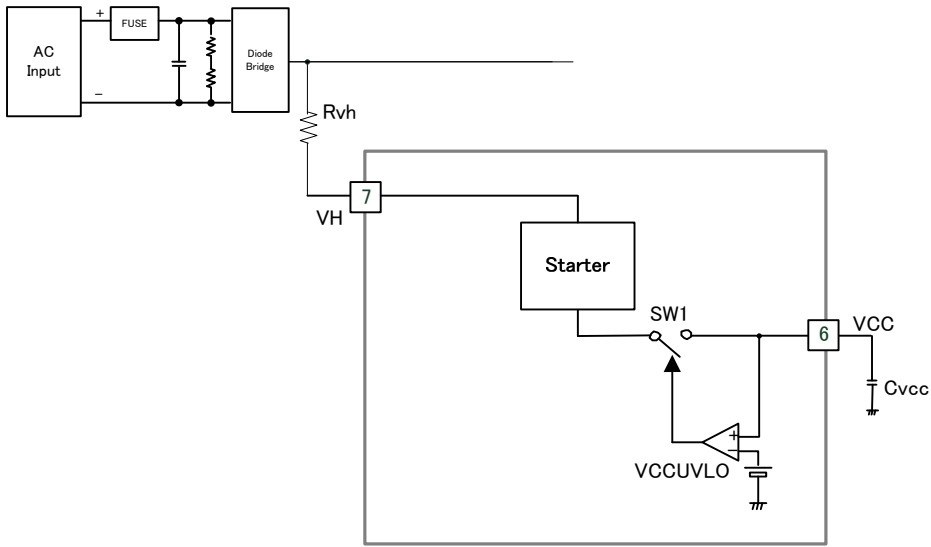 AC
Input
+
FUSE
−
Diode
Bridge
Rvh
7
VH
Starter
SW1
6
VCC
Cvcc
+
−
VCCUVLO